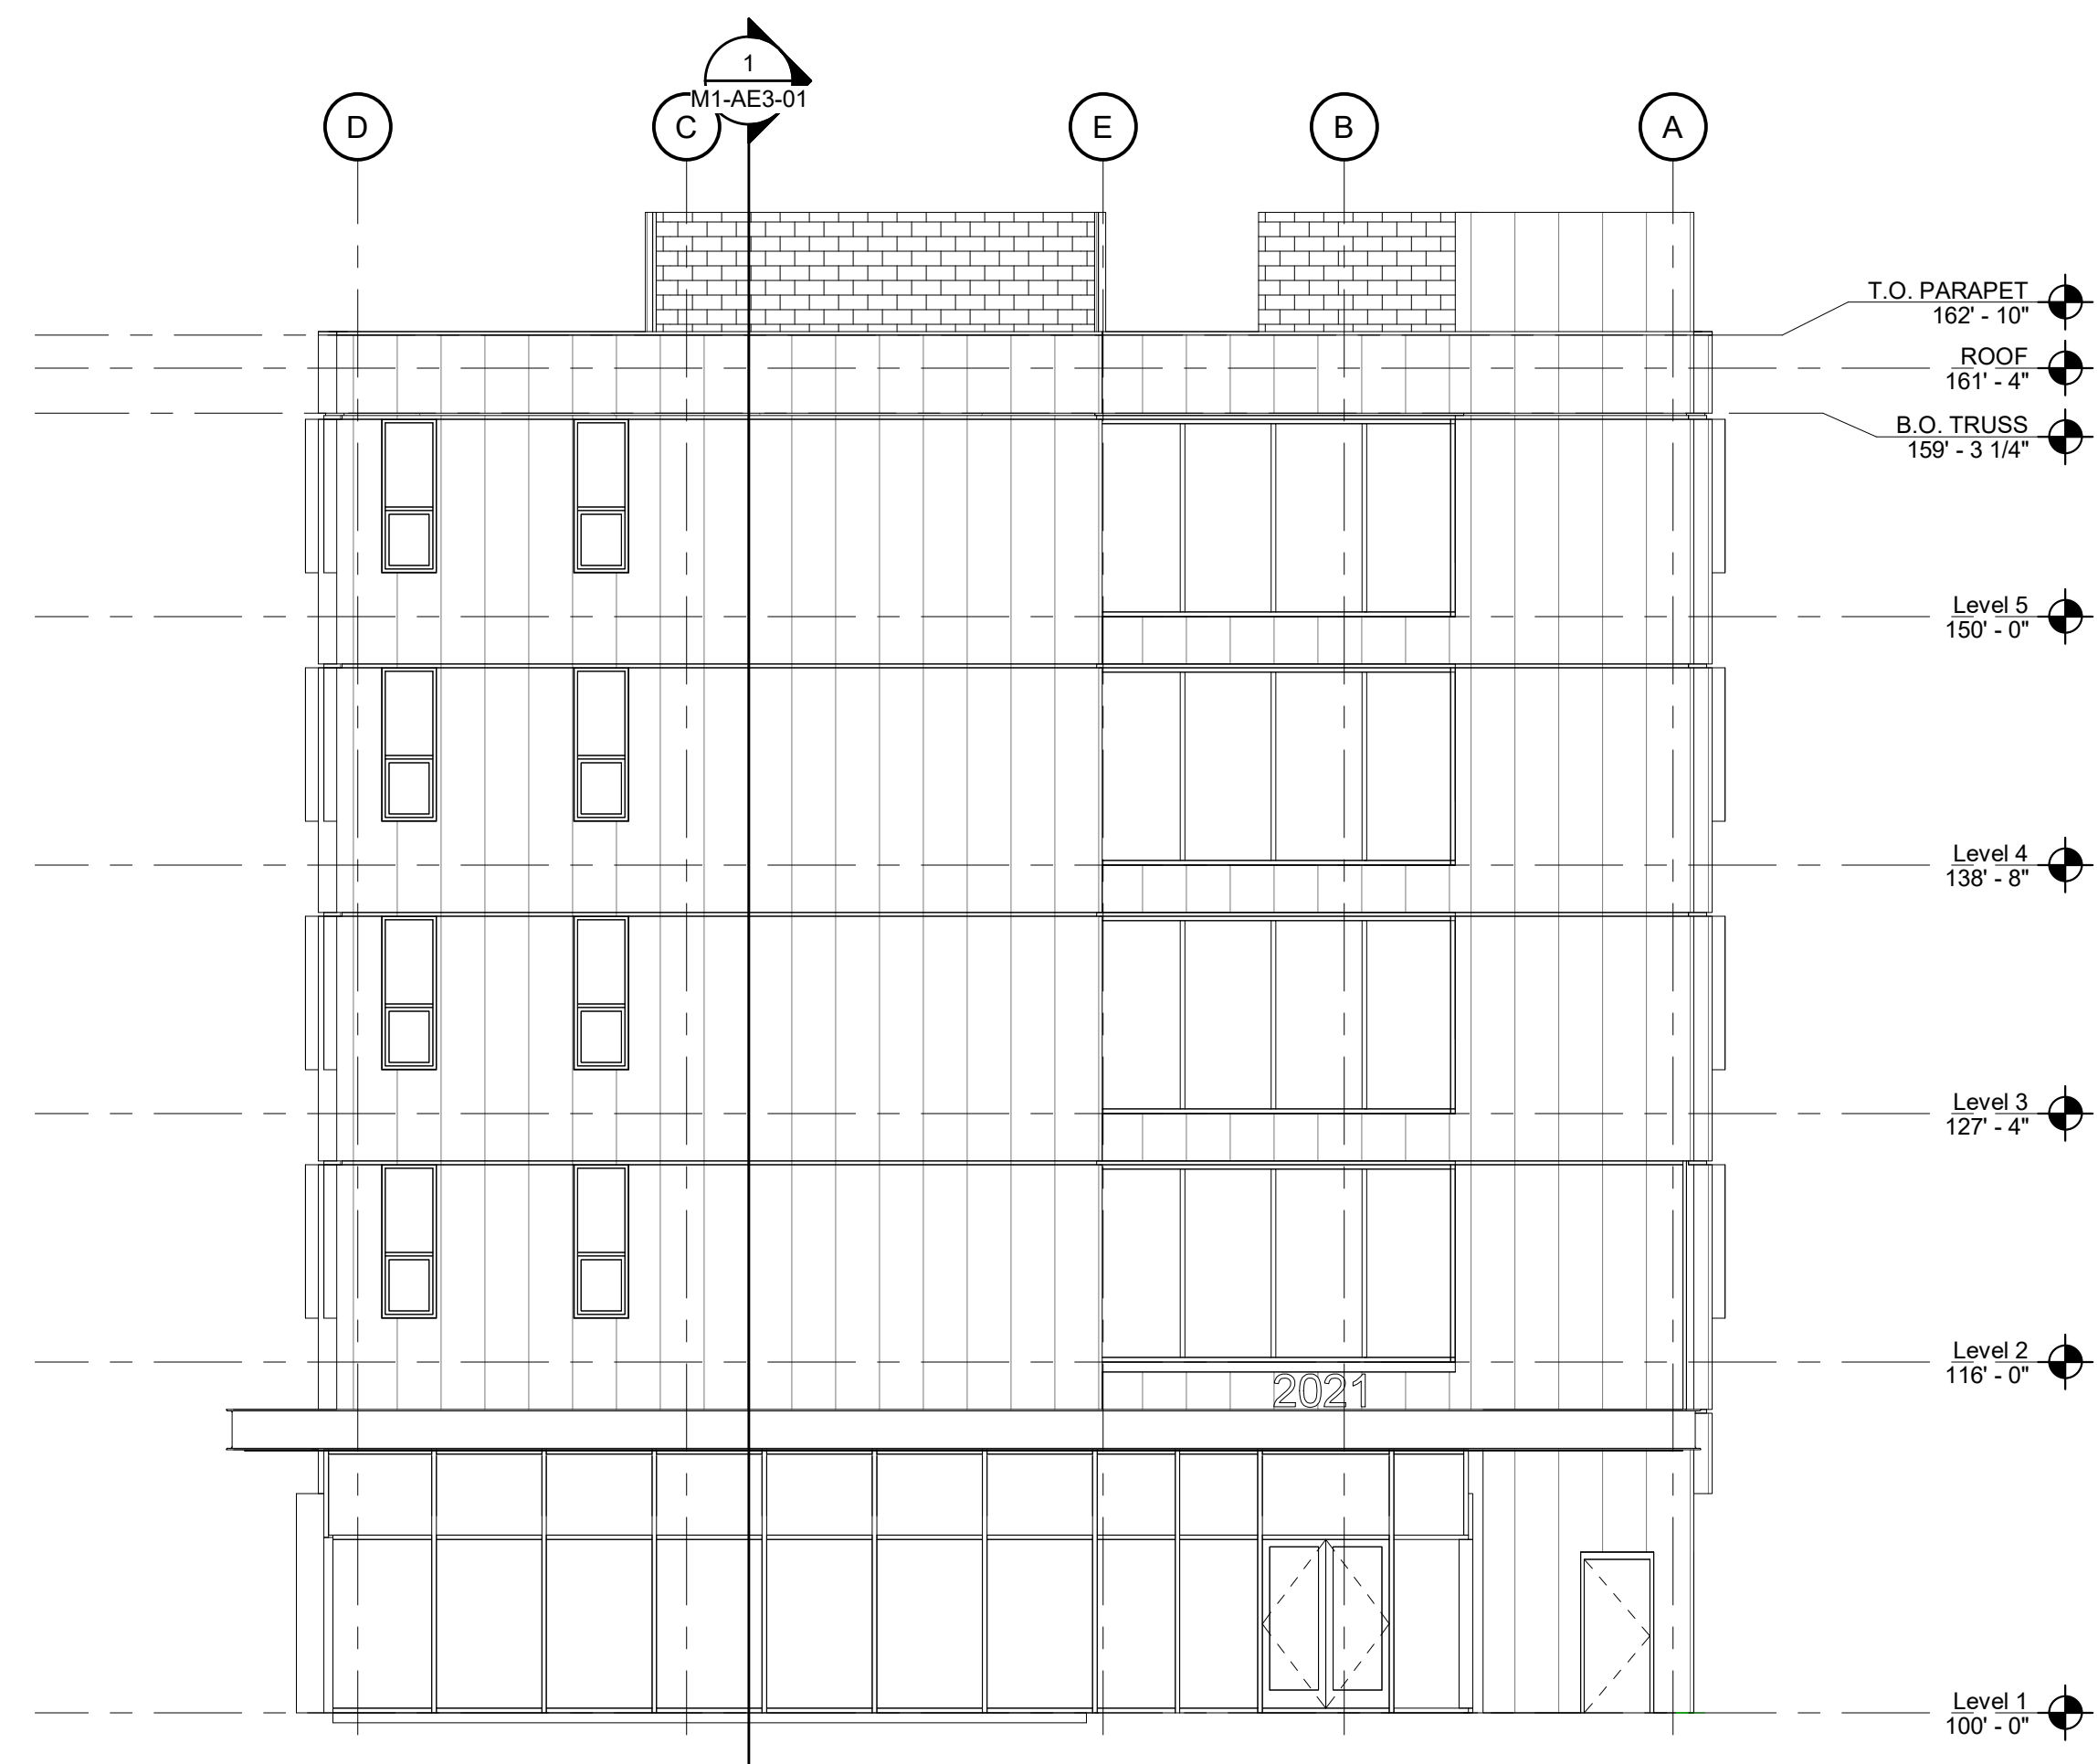 1
M1-AE3-01
D
C
E
B
A
T.O. PARAPET
162' - 10"
ROOF
161' - 4"
B.O. TRUSS
159' - 3 1/4"
Level 5
150' - 0"
Level 4
138' - 8"
Level 3
127' - 4"
Level 2
116' - 0"
2021
Level 1
100' - 0"